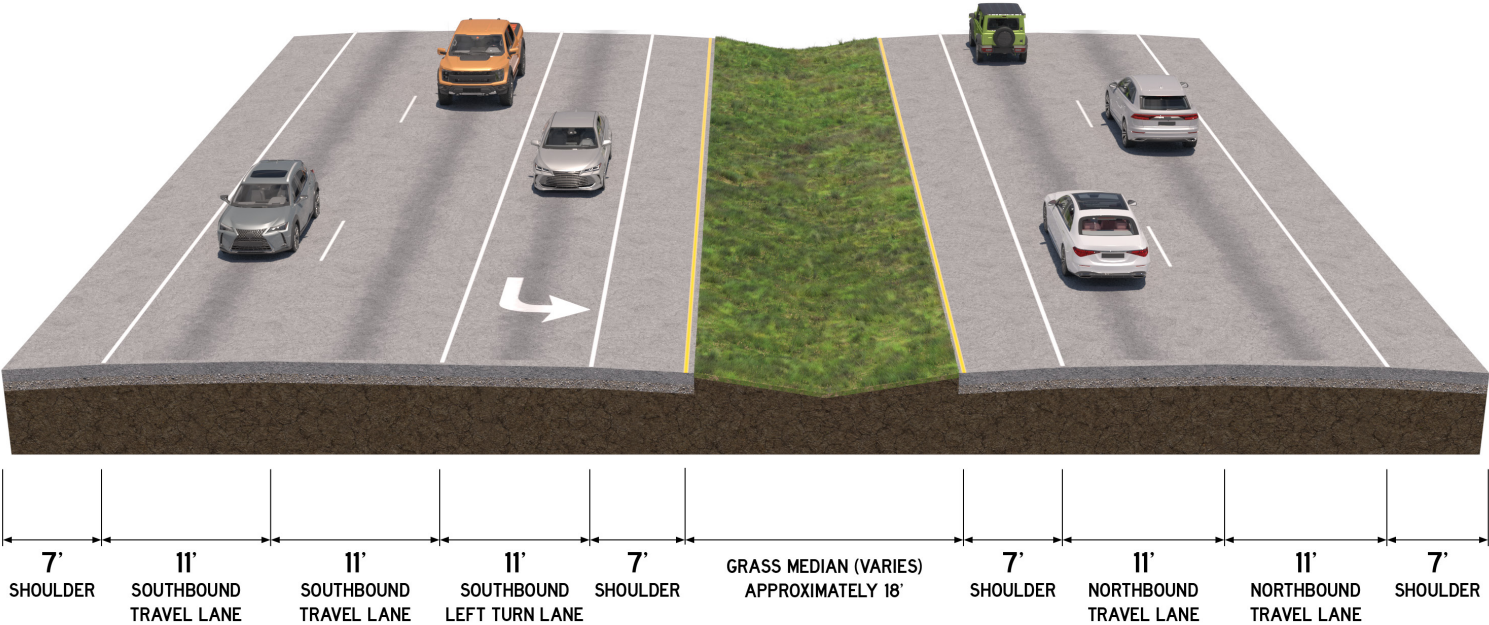 7'
SHOULDER
11'
SOUTHBOUND
TRAVEL LANE
11'
SOUTHBOUND
TRAVEL LANE
11'
SOUTHBOUND
LEFT TURN LANE
7'
SHOULDER
GRASS MEDIAN (VARIES)
APPROXIMATELY 18'
7'
SHOULDER
11'
NORTHBOUND
TRAVEL LANE
11'
NORTHBOUND
TRAVEL LANE
7'
SHOULDER